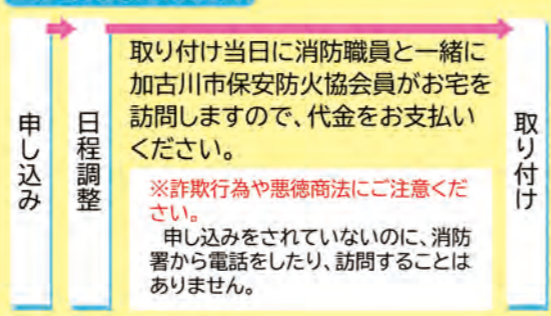 申し込み
日程調整
取り付け当日に消防職員と一緒に
加古川市保安防火協会員がお宅を
訪問しますので、代金をお支払い
ください。
※詐欺行為や悪徳商法にご注意くだ
さい。
申し込みをされていないのに、消防
署から電話をしたり、訪問することは
ありません。
取り付け